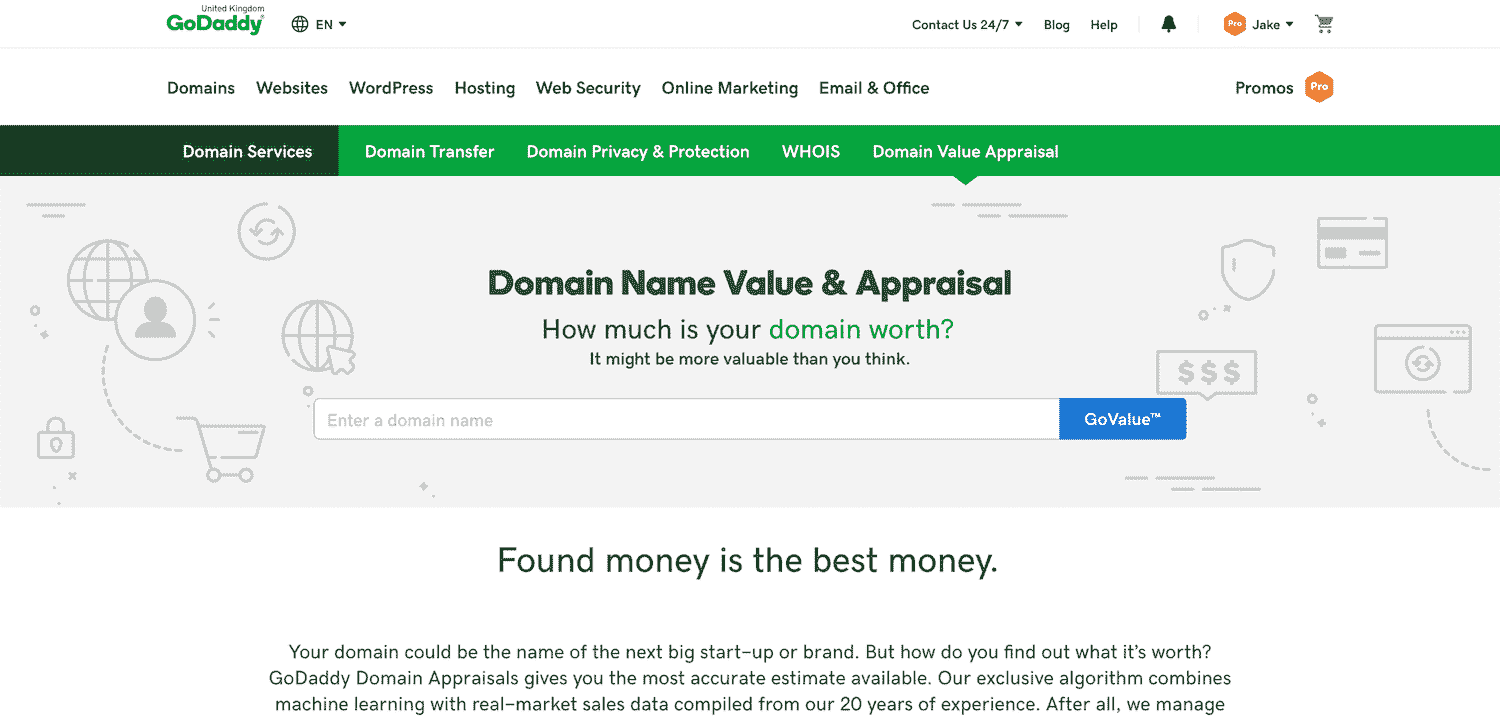 United Kingdom
GoDaddy
EN
Contact Us 24/7
Blog
Help
Pro
Jake
Domains
Websites
WordPress
Hosting
Web Security
Online Marketing
Email & Office
Promos
Pro
Domain Services
Domain Transfer
Domain Privacy & Protection
WHOIS
Domain Value Appraisal
Domain Name Value & Appraisal
How much is your domain worth?
It might be more valuable than you think.
$$$
Enter a domain name
GoValue™
Found money is the best money.
Your domain could be the name of the next big start-up or brand. But how do you find out what it's worth?
GoDaddy Domain Appraisals gives you the most accurate estimate available. Our exclusive algorithm combines
machine learning with real-market sales data compiled from our 20 years of experience. After all, we manage